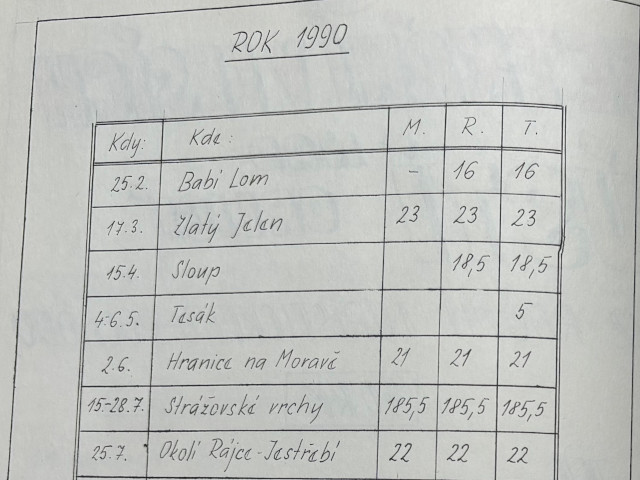 ROK 1990
Kdy: Kde: M. R. T.
25.2. Babí Lom - 16 16
17.3. Zlatý Jelen 23 23 23
15.4. Sloup 18,5 18,5
4.-6.5. Tesák 5
2.6. Hranice na Moravě 21 21 21
15.-28.7. Strážovské vrchy 185,5 185,5 185,5
25.7. Okolí Rájce-Jestřebí 22 22 22